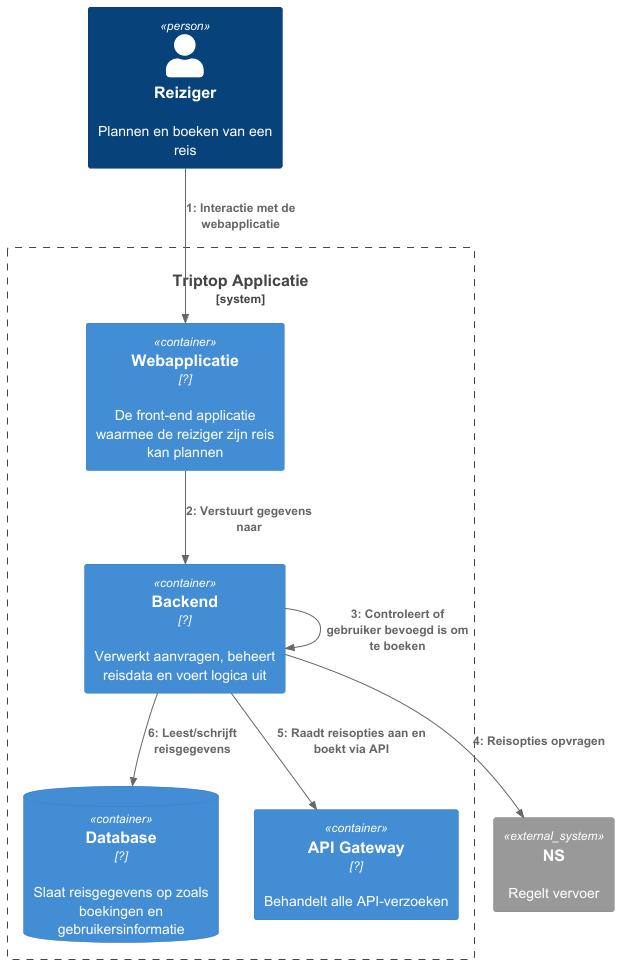 «person»
Reiziger
Plannen en boeken van een
reis
1: Interactie met de
webapplicatie
Triptop Applicatie
[system]
«container»
Webapplicatie
[?]
De front-end applicatie
waarmee de reiziger zijn reis
kan plannen
2: Verstuurt gegevens
naar
«container»
Backend
[?]
Verwerkt aanvragen, beheert
reisdata en voert logica uit
3: Controleert of
gebruiker bevoegd is om
te boeken
6: Leest/schrijft
reisgegevens
5: Raadt reisopties aan en
boekt via API
4: Reisopties opvragen
«container»
Database
[?]
Slaat reisgegevens op zoals
boekingen en
gebruikersinformatie
«container»
API Gateway
[?]
Behandelt alle API-verzoeken
«external_system»
NS
Regelt vervoer